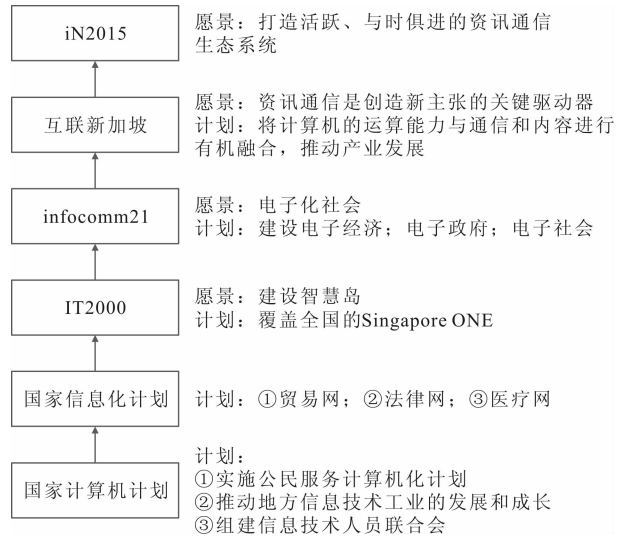 iN2015
愿景：打造活跃、与时俱进的资讯通信
生态系统
互联新加坡
愿景：资讯通信是创造新主张的关键驱动器
计划：将计算机的运算能力与通信和内容进行
有机融合，推动产业发展
infocomm21
愿景：电子化社会
计划：建设电子经济；电子政府；电子社会
IT2000
愿景：建设智慧岛
计划：覆盖全国的Singapore ONE
国家信息化计划
计划：①贸易网；②法律网；③医疗网
国家计算机计划
计划：
①实施公民服务计算机化计划
②推动地方信息技术工业的发展和成长
③组建信息技术人员联合会